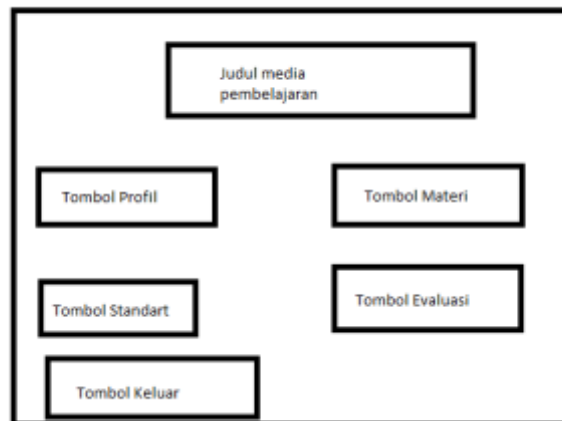 Judul media
pembelajaran
Tombol Profil
Tombol Materi
Tombol Standart
Tombol Evaluasi
Tombol Keluar